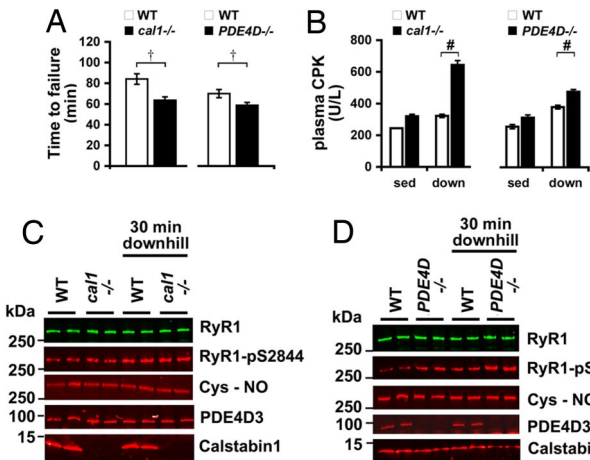 A
WT
cal1-/-
WT
PDE4D-/-
Time to failure
(min)
120
100
80
60
40
20
0
†
†
B
WT
cal1-/-
WT
PDE4D-/-
plasma CPK
(U/L)
800
600
400
200
0
#
#
sed down
sed down
C
30 min
downhill
WT
cal1
-/-
WT
cal1
-/-
kDa
250
250
100
15
RyR1
RyR1-pS2844
Cys - NO
PDE4D3
Calstabin1
D
30 min
downhill
WT
PDE4D
-/-
WT
PDE4D
-/-
kDa
250
250
100
15
RyR1
RyR1-pS
Cys - NO
PDE4D3
Calstabi